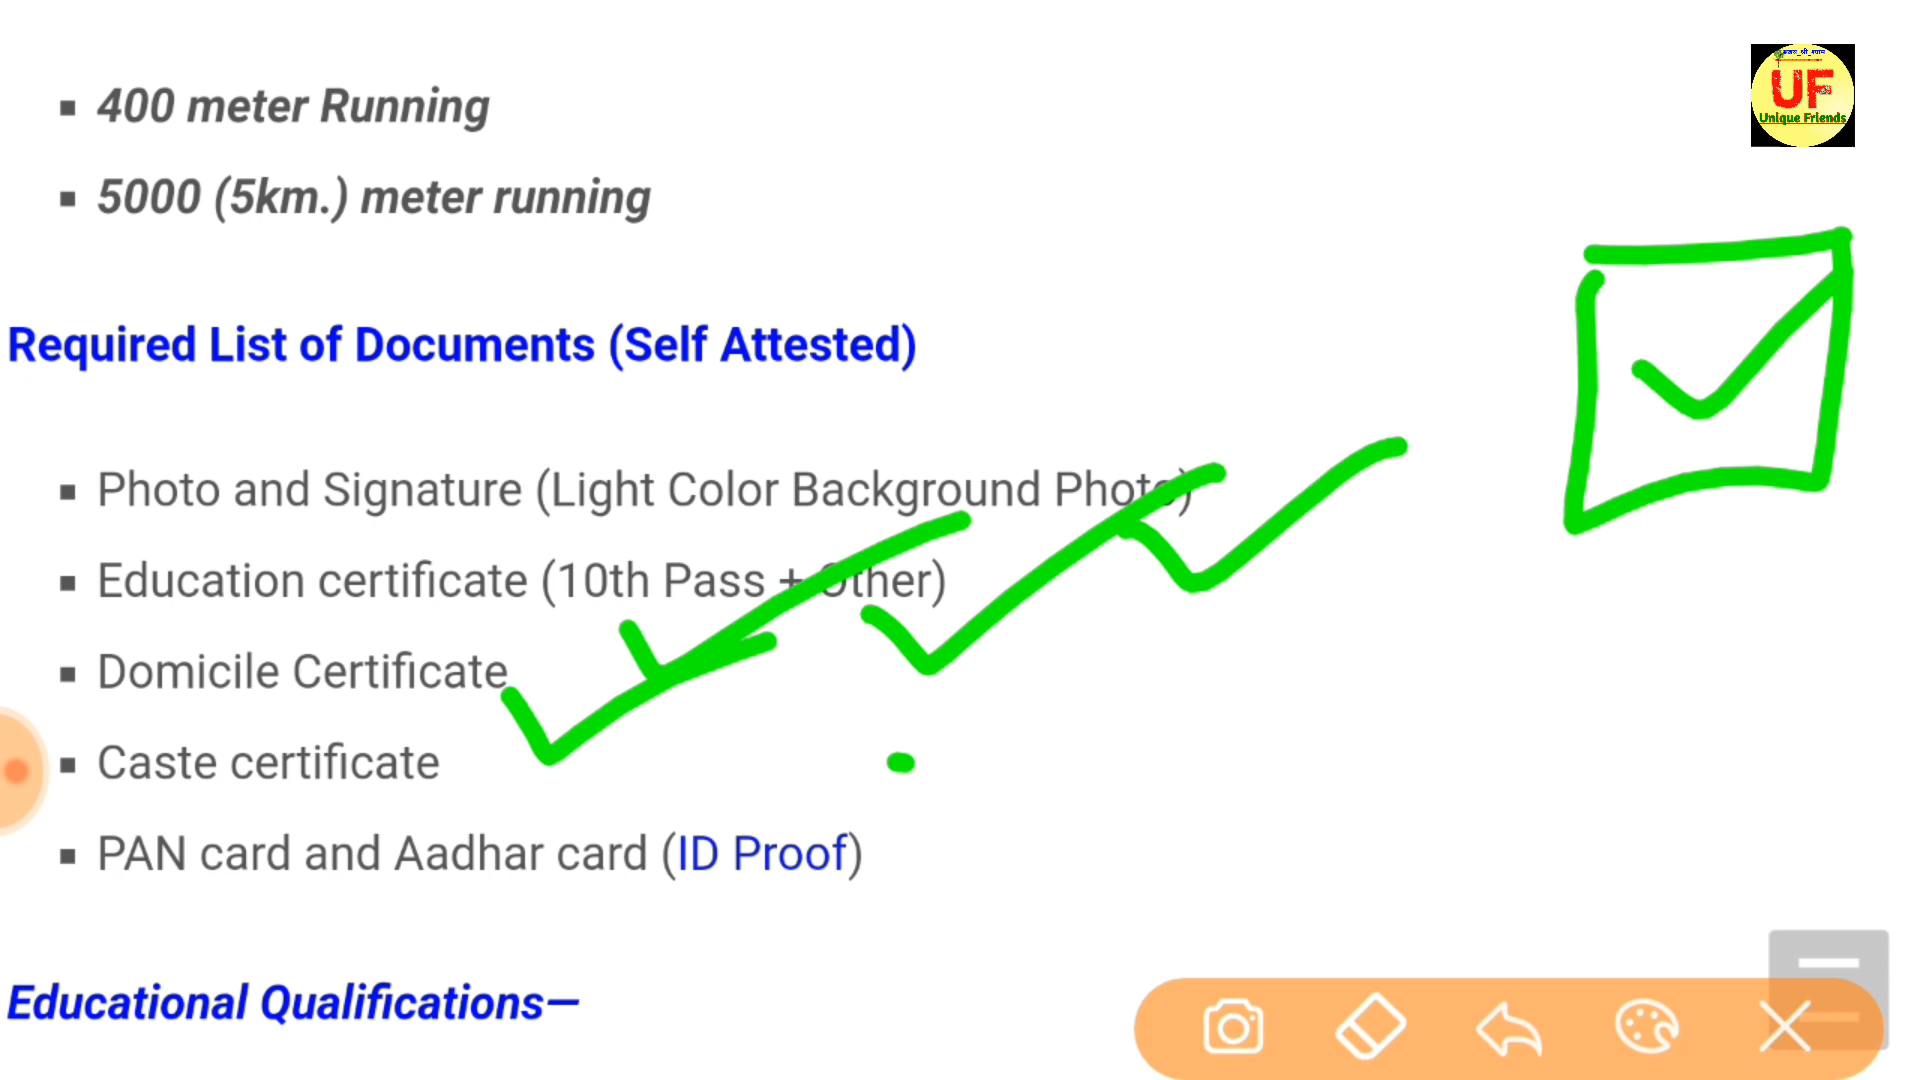 400 meter Running
5000 (5km.) meter running
UF
Unique Friends
Required List of Documents (Self Attested)
Photo and Signature (Light Color Background Photo)
Education certificate (10th Pass + Other)
Domicile Certificate
Caste certificate
PAN card and Aadhar card (ID Proof)
Educational Qualifications—